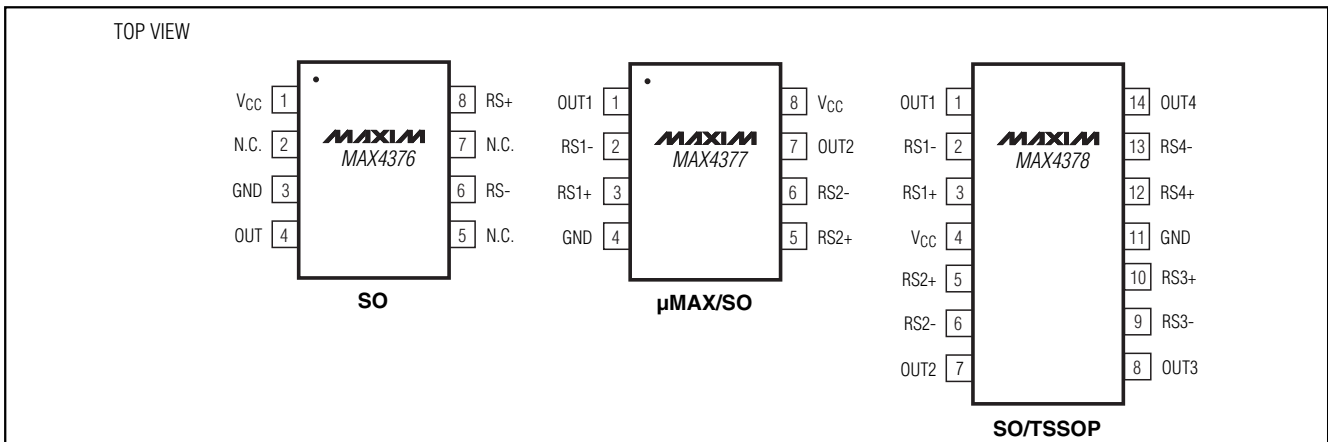 TOP VIEW
VCC 1
N.C. 2
GND 3
OUT 4
MAXIM
MAX4376
8 RS+
7 N.C.
6 RS-
5 N.C.
SO
OUT1 1
RS1- 2
RS1+ 3
GND 4
MAXIM
MAX4377
8 VCC
7 OUT2
6 RS2-
5 RS2+
µMAX/SO
OUT1 1
RS1- 2
RS1+ 3
VCC 4
RS2+ 5
RS2- 6
OUT2 7
MAXIM
MAX4378
14 OUT4
13 RS4-
12 RS4+
11 GND
10 RS3+
9 RS3-
8 OUT3
SO/TSSOP